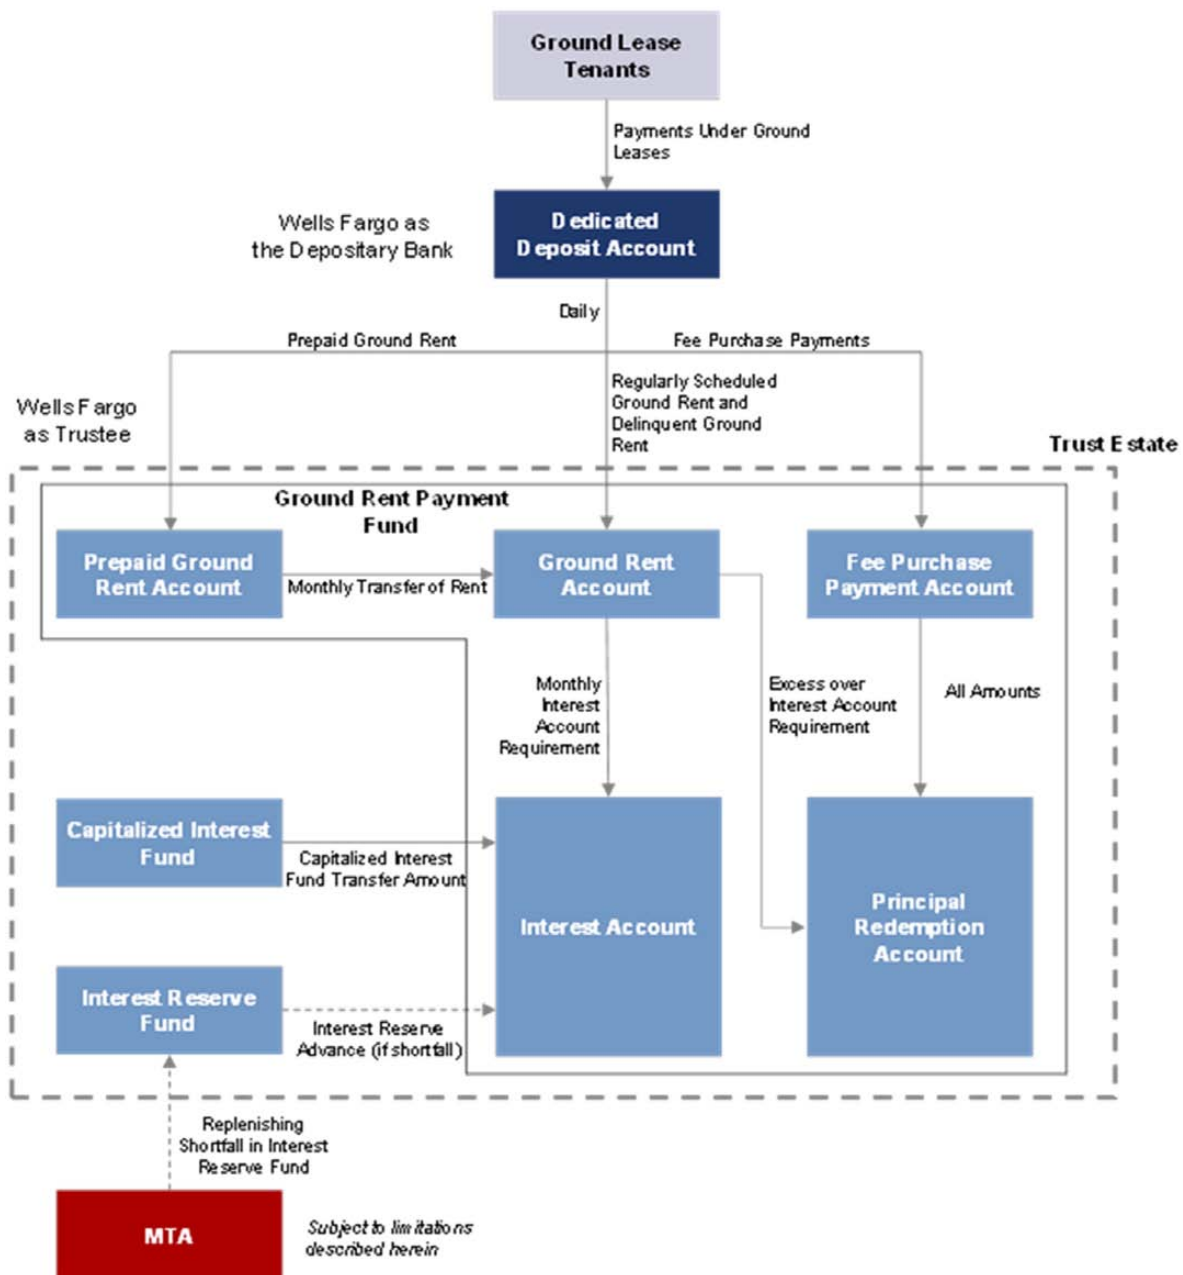 Ground Lease
Tenants
Payments Under Ground
Leases
Wells Fargo as
the Depositary Bank
Dedicated
Deposit Account
Daily
Prepaid Ground Rent
Fee Purchase Payments
Wells Fargo
as Trustee
Regularly Scheduled
Ground Rent and
Delinquent Ground
Rent
Trust Estate
Ground Rent Payment
Fund
Prepaid Ground
Rent Account
Monthly Transfer of Rent
Ground Rent
Account
Fee Purchase
Payment Account
Monthly
Interest
Account
Requirement
Excess over
Interest Account
Requirement
All Amounts
Capitalized Interest
Fund
Capitalized Interest
Fund Transfer Amount
Interest Account
Principal
Redemption
Account
Interest Reserve
Fund
Interest Reserve
Advance (if shortfall)
Replenishing
Shortfall in Interest
Reserve Fund
MTA
Subject to limitations
described herein